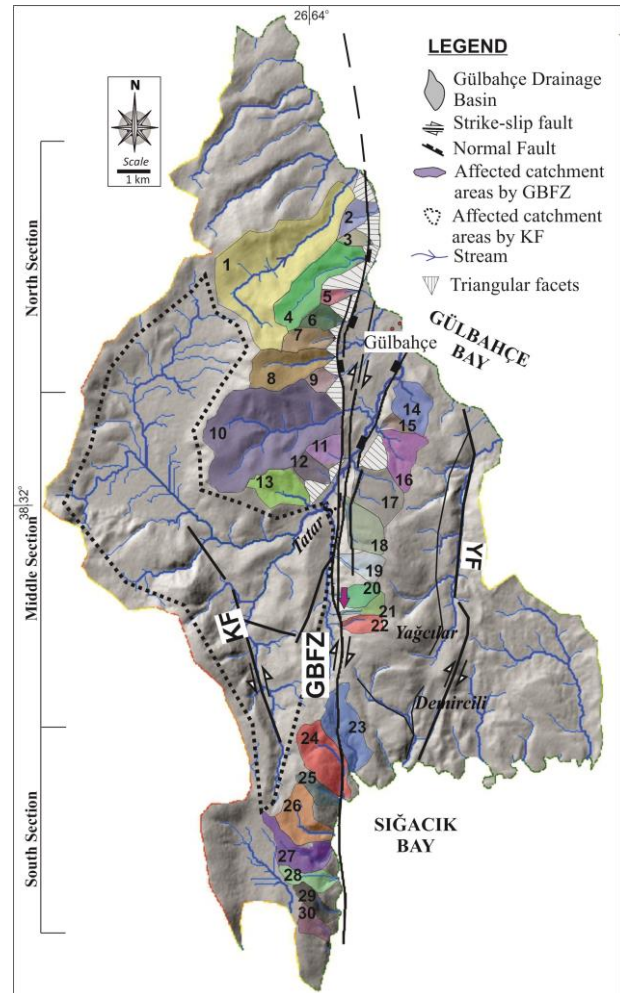 26|64
LEGEND
Gülbahçe Drainage
Basin
Strike-slip fault
Normal Fault
Affected catchment
areas by GBFZ
Affected catchment
areas by KF
Stream
Triangular facets
N
Scale
1 km
North Section
Middle Section
South Section
38|32
GÜLBAHÇE
BAY
Gülbahçe
1
2
3
4
5
6
7
8
9
10
11
12
13
14
15
16
17
18
19
20
21
22
23
24
25
26
27
28
29
30
Tatar
KF
GBFZ
YF
Yağcılar
Demircili
SIĞACIK
BAY